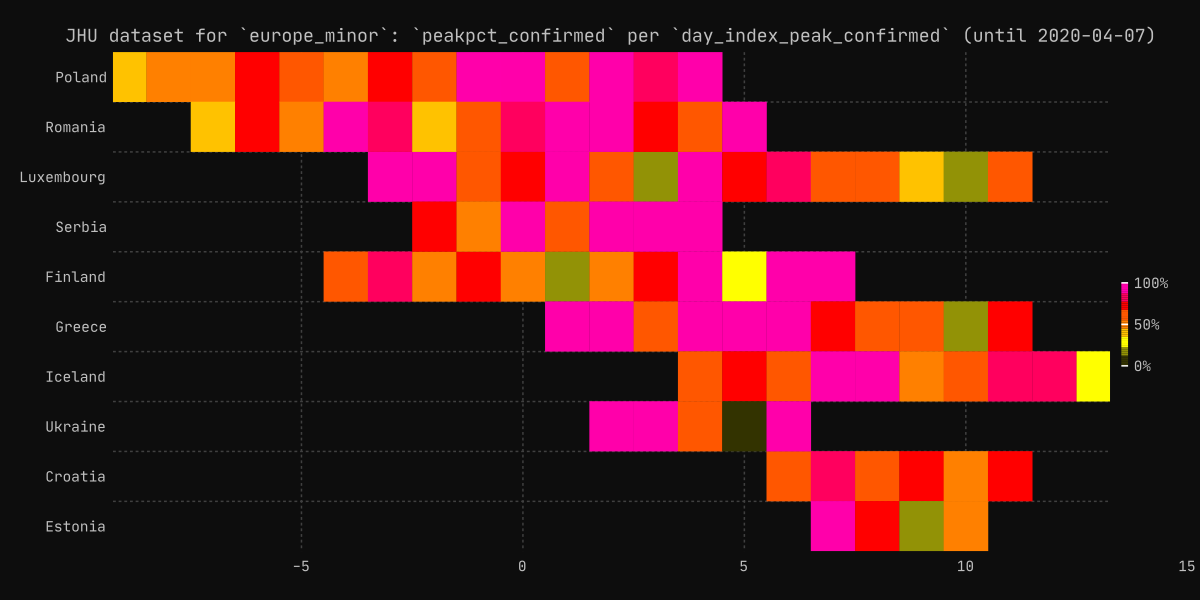 JHU dataset for `europe_minor`: `peakpct_confirmed` per `day_index_peak_confirmed` (until 2020-04-07)
Poland
Romania
Luxembourg
Serbia
Finland
Greece
Iceland
Ukraine
Croatia
Estonia
100%
50%
0%
-5 0 5 10 15